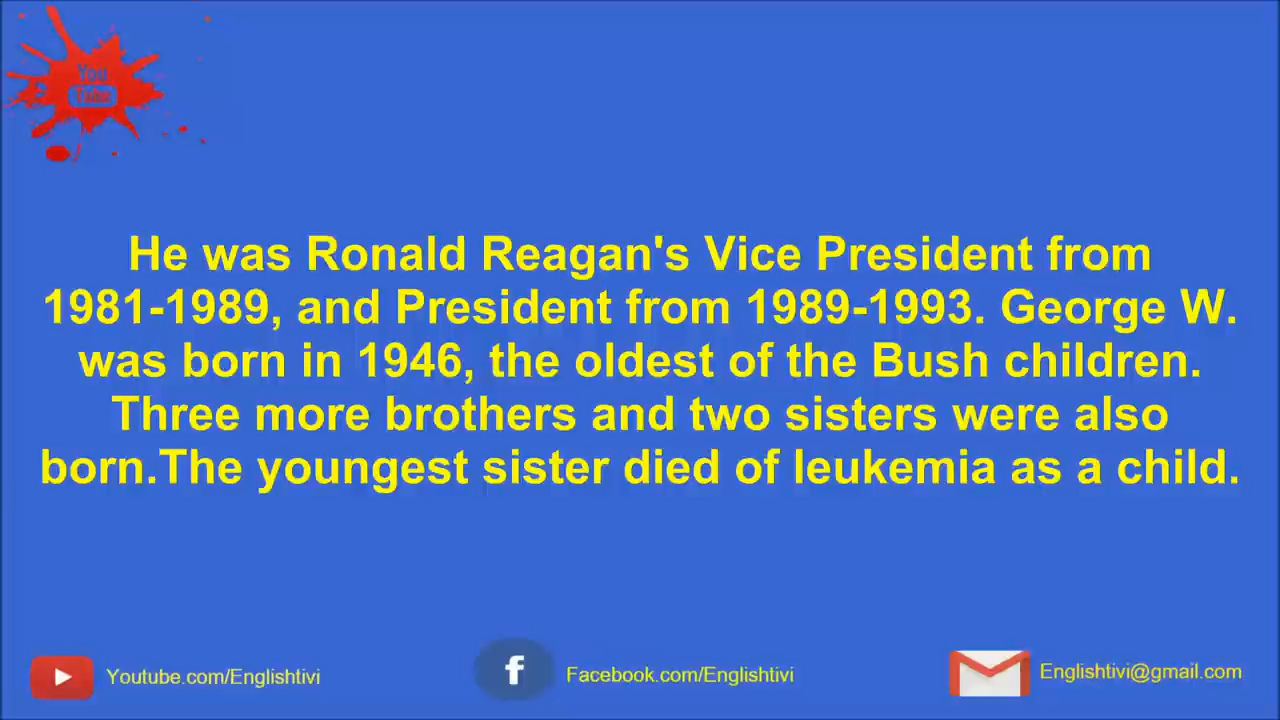 You
Tube
He was Ronald Reagan's Vice President from
1981-1989, and President from 1989-1993. George W.
was born in 1946, the oldest of the Bush children.
Three more brothers and two sisters were also
born.The youngest sister died of leukemia as a child.
Youtube.com/Englishtivi
f
Facebook.com/Englishtivi
Englishtivi@gmail.com